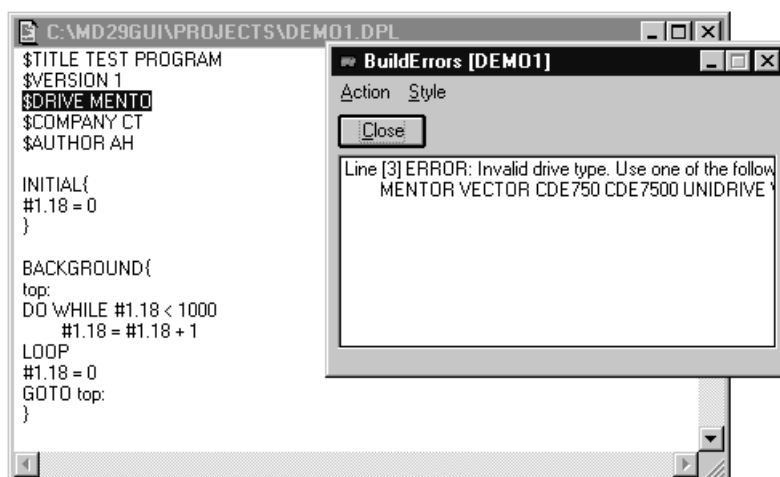 C:\MD29GUI\PROJECTS\DEMO1.DPL
$TITLE TEST PROGRAM
$VERSION 1
$DRIVE MENTO
$COMPANY CT
$AUTHOR AH
INITIAL{
#1.18 = 0
}
BACKGROUND{
top:
DO WHILE #1.18 < 1000
#1.18 = #1.18 + 1
LOOP
#1.18 = 0
GOTO top:
}
BuildErrors [DEMO1]
Action Style
Close
Line [3] ERROR: Invalid drive type. Use one of the follow
MENTOR VECTOR CDE750 CDE7500 UNIDRIVE